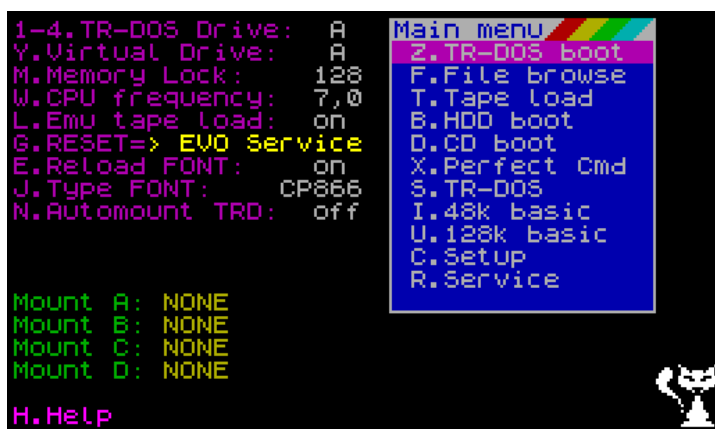 1-4.TR-DOS Drive: A
Y.Virtual Drive: A
M.Memory Lock: 128
W.CPU frequency: 7,0
L.Emu tape load: on
G.RESET=> EVO Service
E.Reload FONT: on
J.Type FONT: CP866
N.Automount TRD: off
Mount A: NONE
Mount B: NONE
Mount C: NONE
Mount D: NONE
H.Help
Main menu
Z.TR-DOS boot
F.File browse
T.Tape load
B.HDD boot
D.CD boot
X.Perfect Cmd
S.TR-DOS
I.48k basic
U.128k basic
C.Setup
R.Service